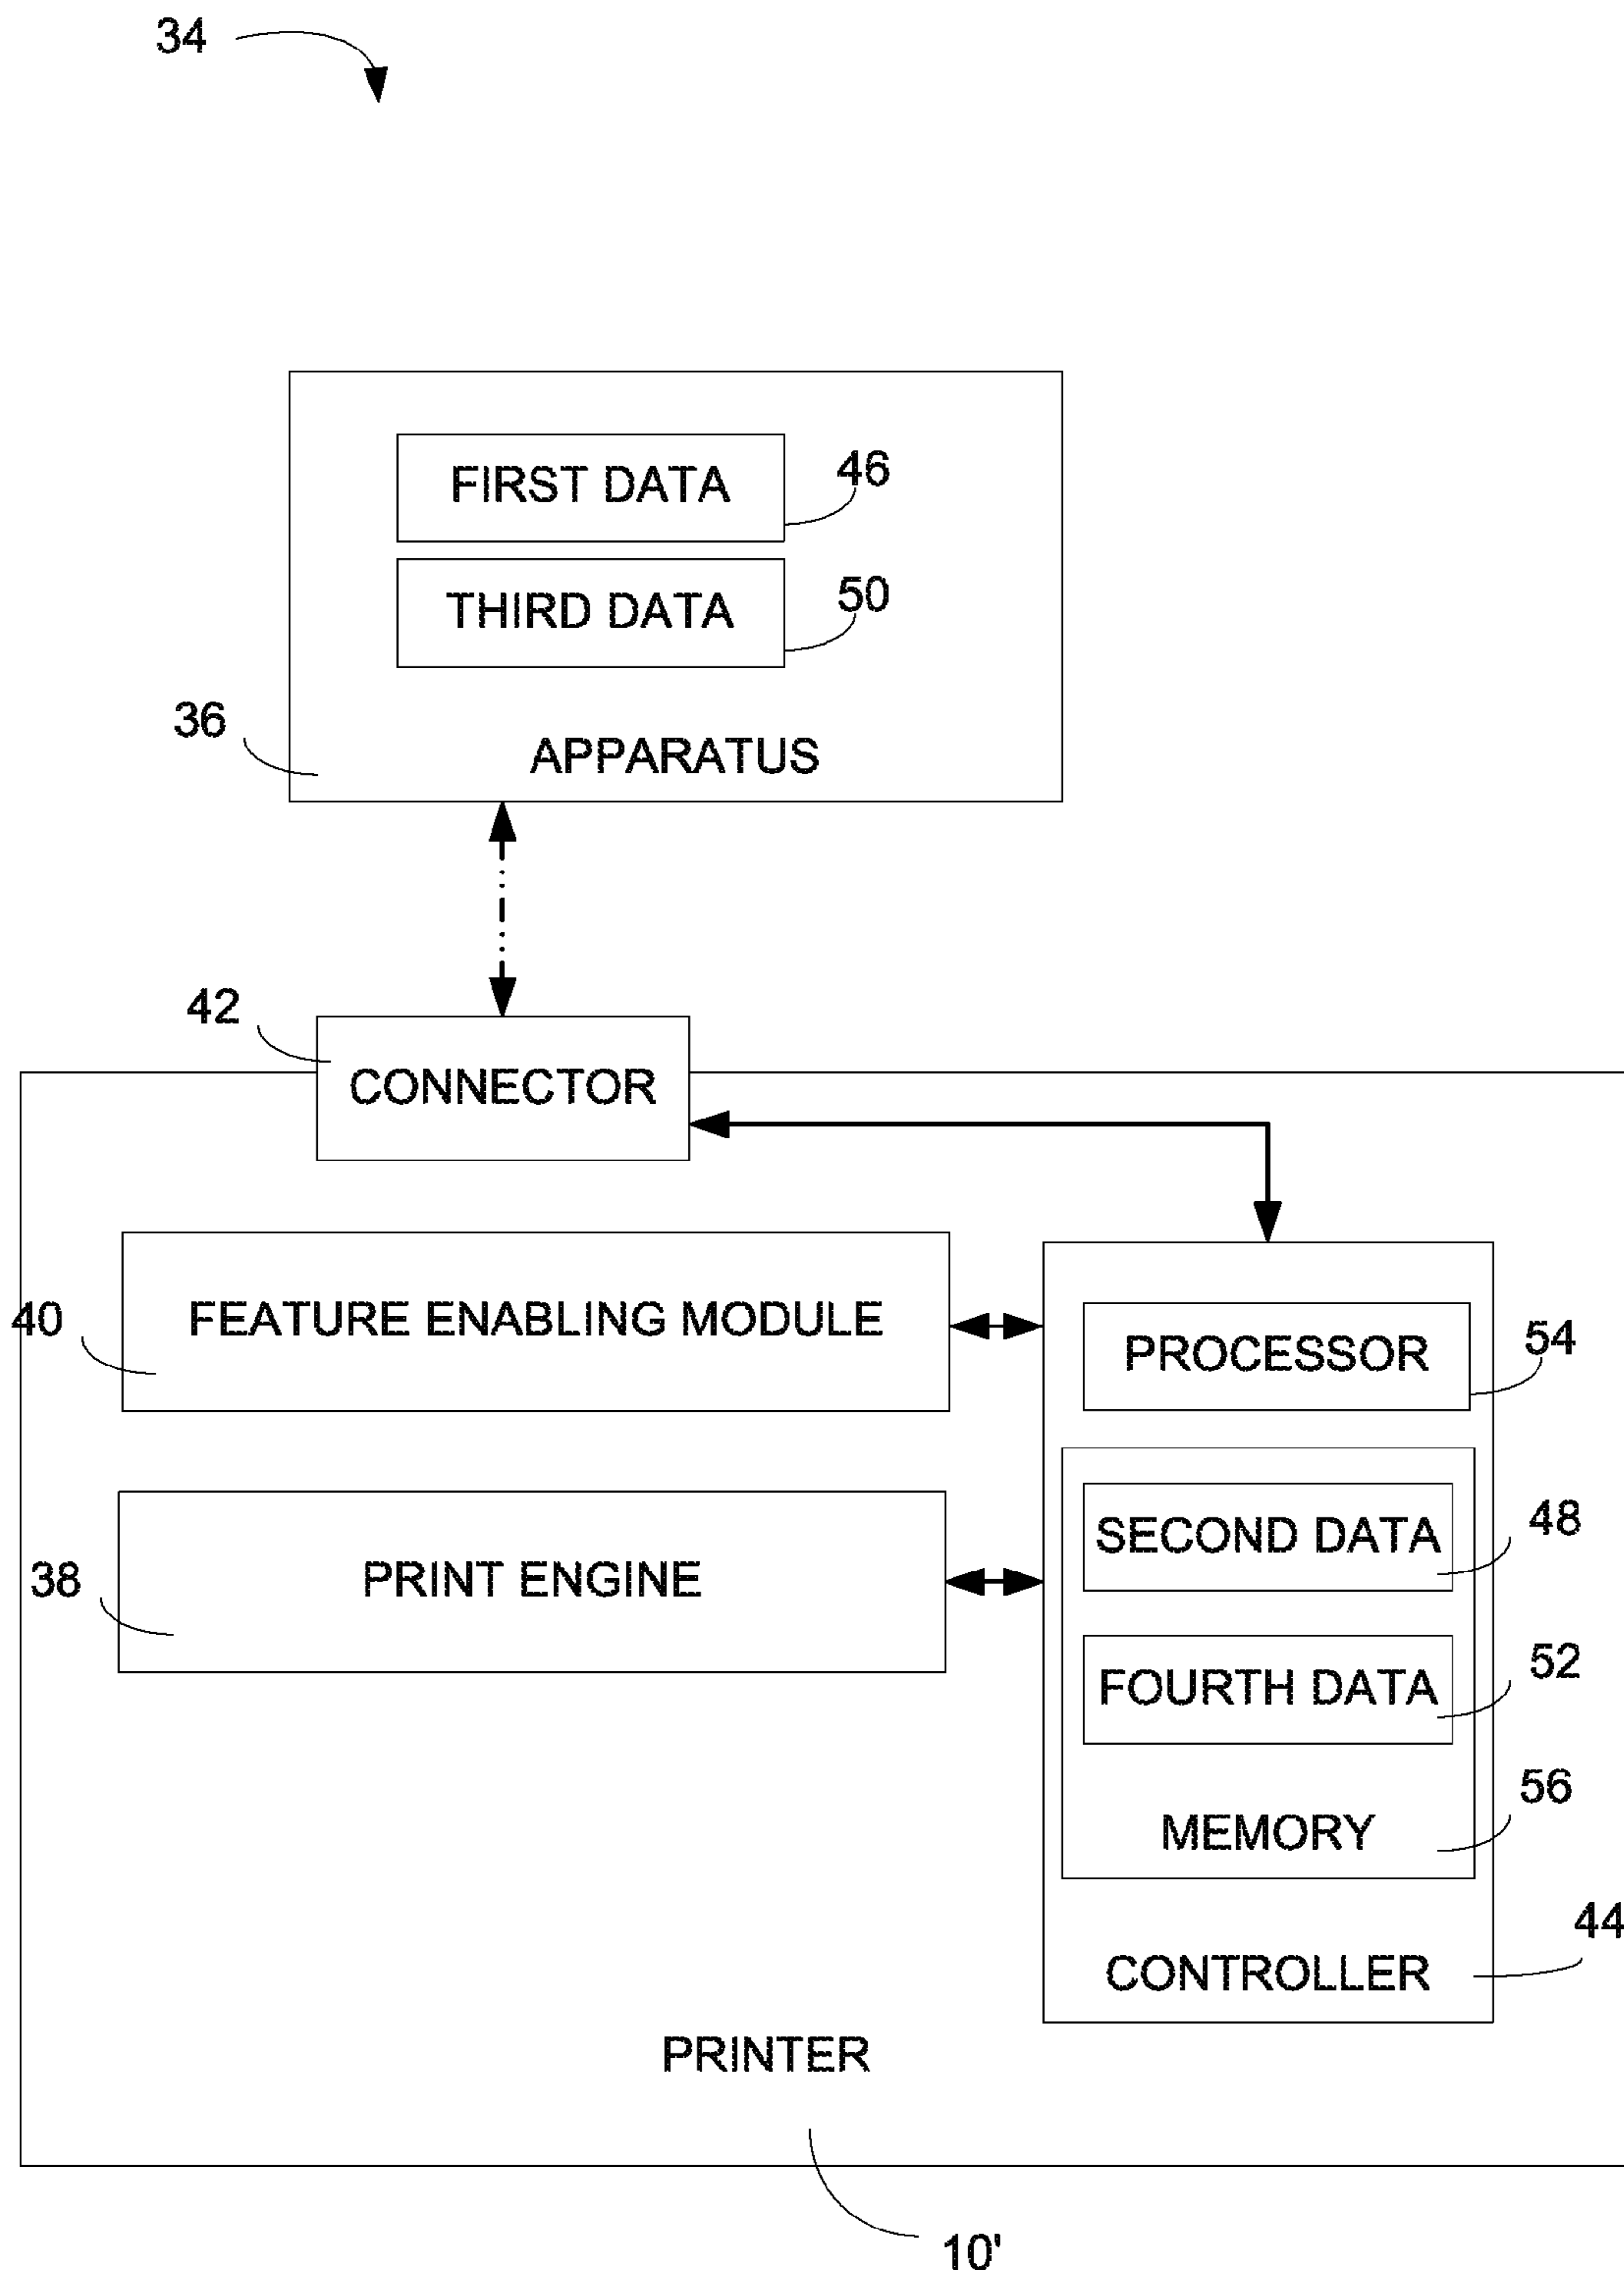 34
FIRST DATA
46
THIRD DATA
50
36
APPARATUS
42
CONNECTOR
40
FEATURE ENABLING MODULE
PROCESSOR
54
38
PRINT ENGINE
SECOND DATA
48
FOURTH DATA
52
MEMORY
56
CONTROLLER
44
PRINTER
10'